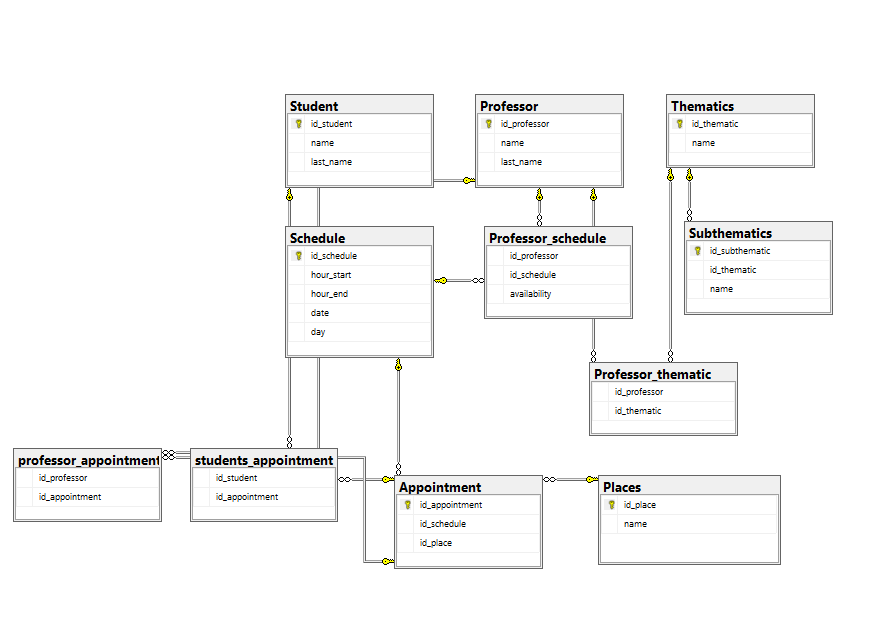 Student
id_student
name
last_name
Professor
id_professor
name
last_name
Thematics
id_thematic
name
Schedule
id_schedule
hour_start
hour_end
date
day
Professor_schedule
id_professor
id_schedule
availability
Subthematics
id_subthematic
id_thematic
name
Professor_thematic
id_professor
id_thematic
professor_appointment
id_professor
id_appointment
students_appointment
id_student
id_appointment
Appointment
id_appointment
id_schedule
id_place
Places
id_place
name